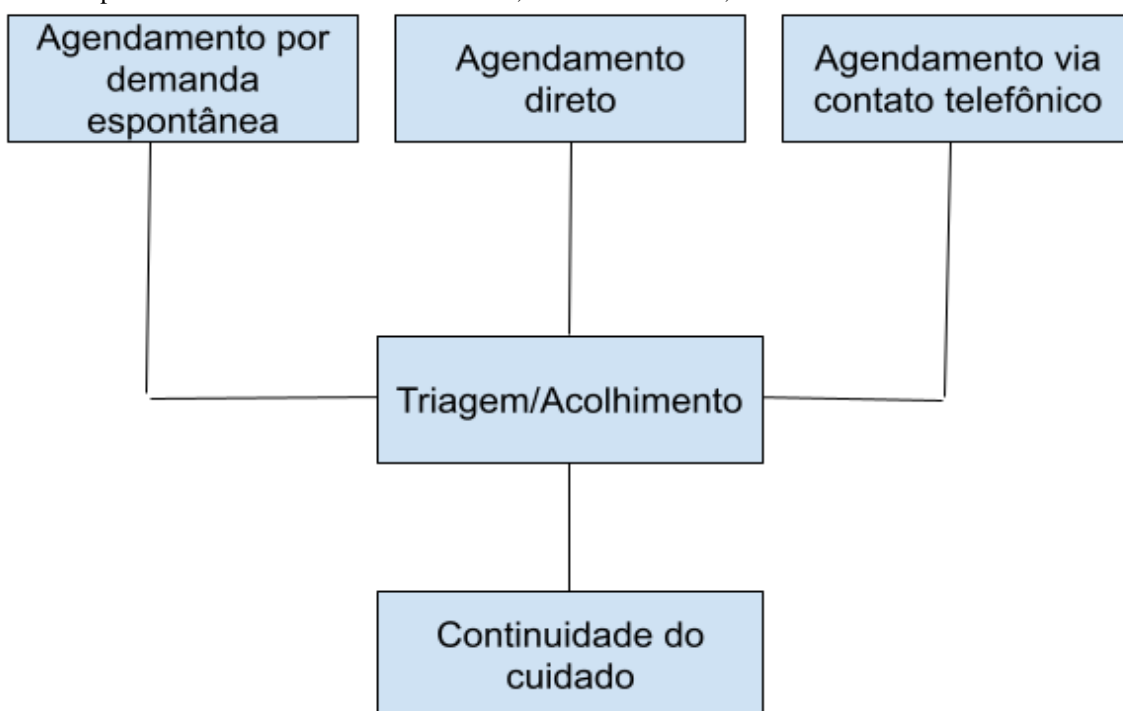 Agendamento por
demanda
espontânea
Agendamento
direto
Agendamento via
contato telefônico
Triagem/Acolhimento
Continuidade do
cuidado